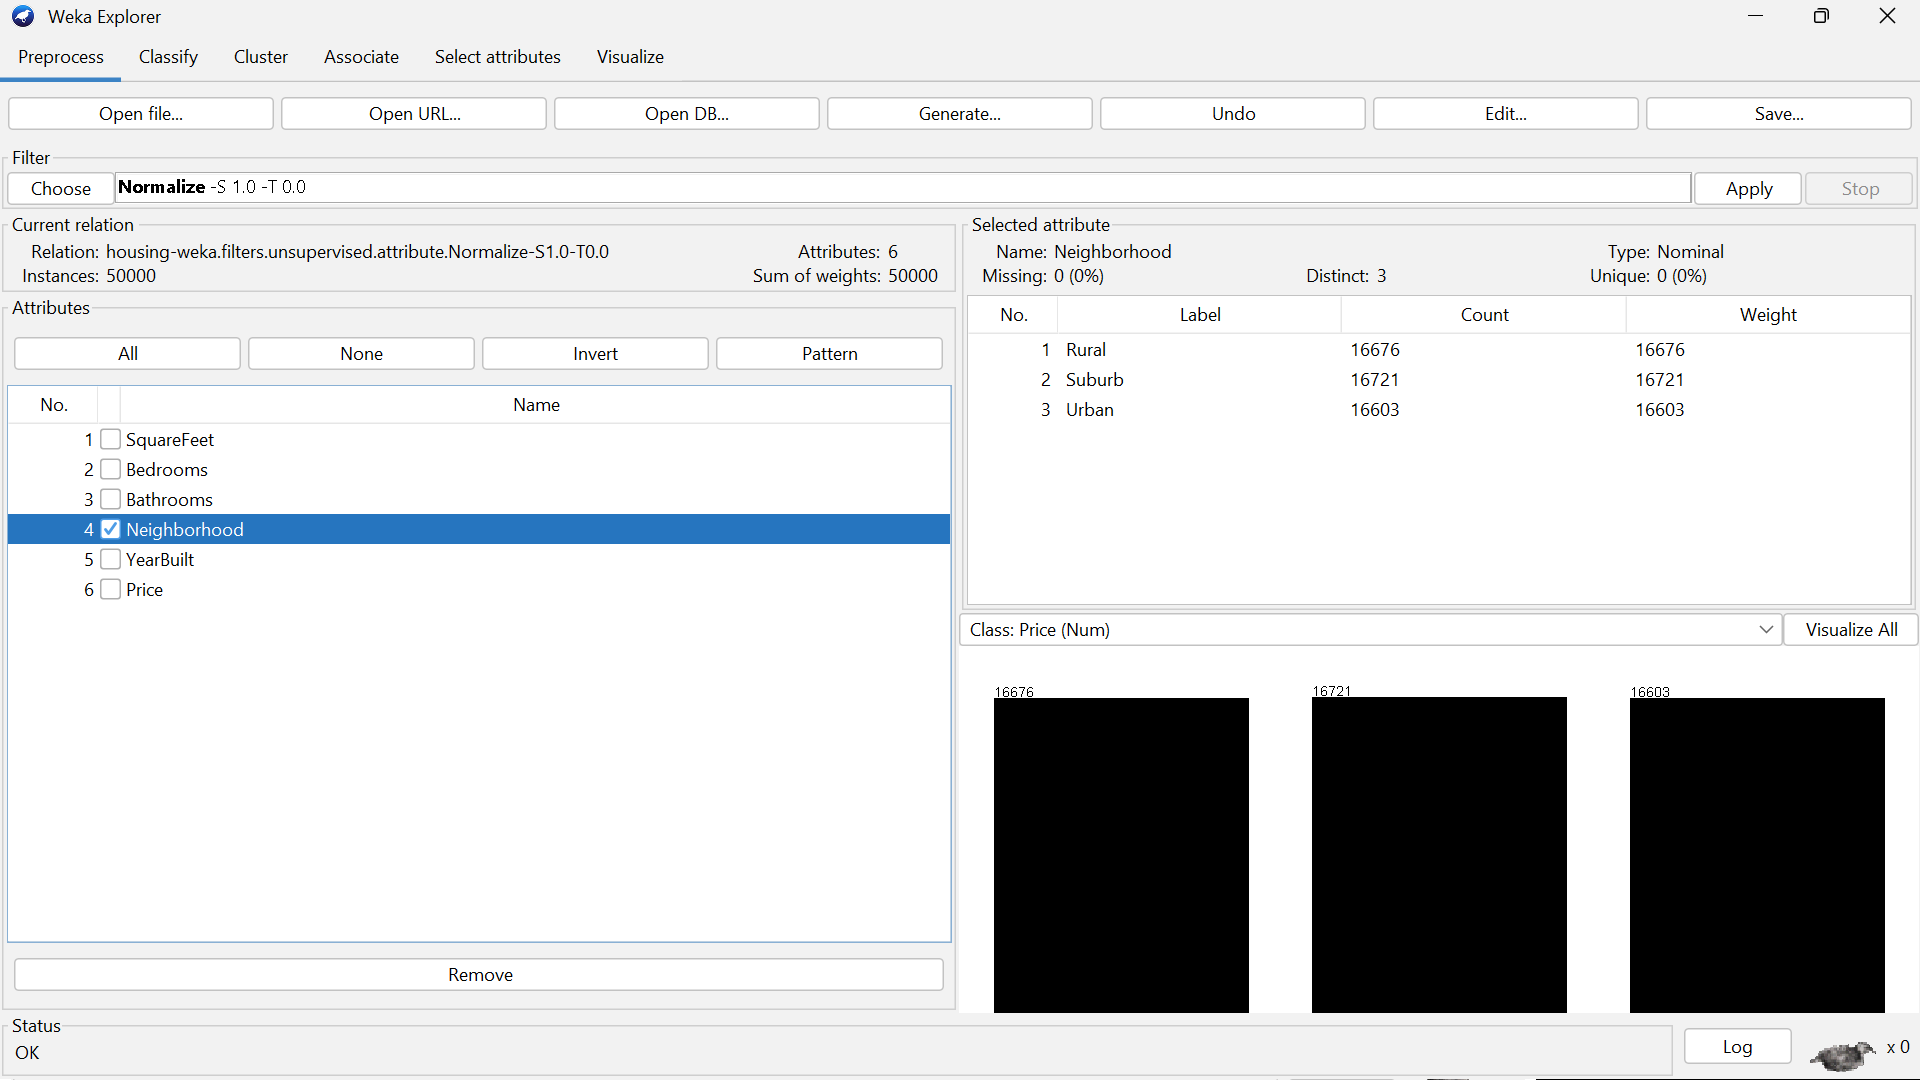 Weka Explorer
Preprocess Classify Cluster Associate Select attributes Visualize
Open file... Open URL... Open DB... Generate... Undo Edit... Save...
Filter
Choose Normalize -S 1.0 -T 0.0 Apply Stop
Current relation
Relation: housing-weka.filters.unsupervised.attribute.Normalize-S1.0-T0.0 Attributes: 6
Instances: 50000 Sum of weights: 50000
Attributes
All None Invert Pattern
No. Name
1 SquareFeet
2 Bedrooms
3 Bathrooms
4 Neighborhood
5 YearBuilt
6 Price
Remove
Selected attribute
Name: Neighborhood Type: Nominal
Missing: 0 (0%) Distinct: 3 Unique: 0 (0%)
No. Label Count Weight
1 Rural 16676 16676
2 Suburb 16721 16721
3 Urban 16603 16603
Class: Price (Num) Visualize All
16676 16721 16603
Status
OK
Log x 0